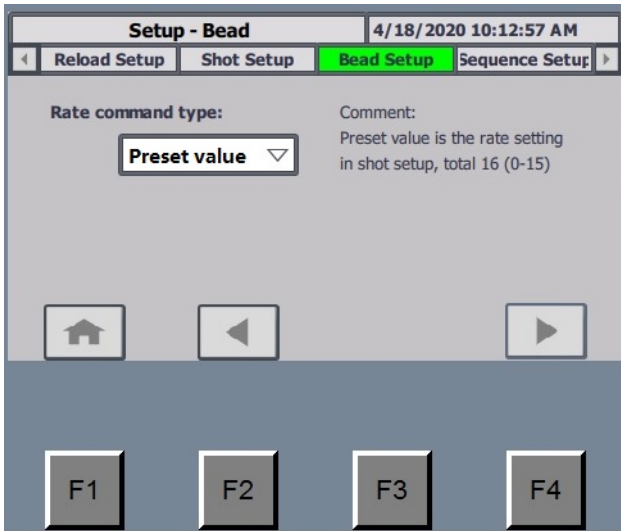 Setup - Bead
4/18/2020 10:12:57 AM
Reload Setup
Shot Setup
Bead Setup
Sequence Setup
Rate command type:
Preset value
Comment:
Preset value is the rate setting
in shot setup, total 16 (0-15)
F1
F2
F3
F4